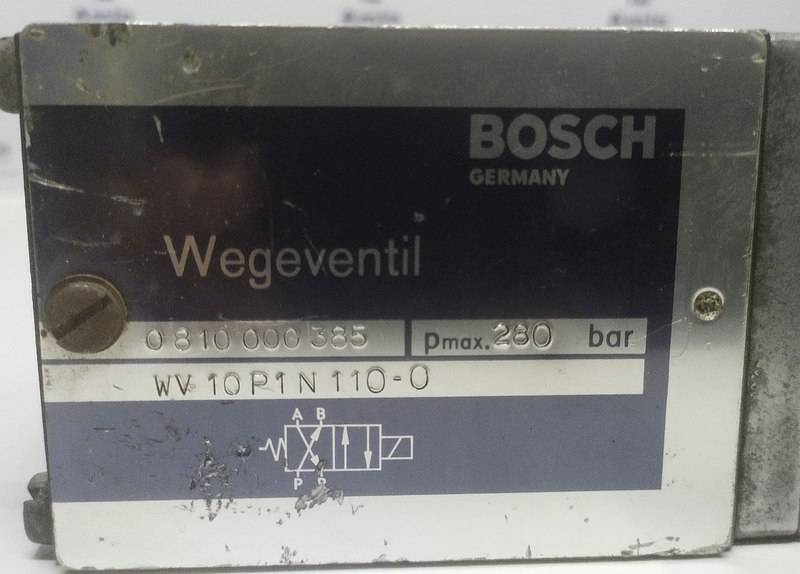 BOSCH
GERMANY
Wegeventil
0 810 000 385 pmax. 280 bar
WV 10 P1 N 110-0
A B
P R